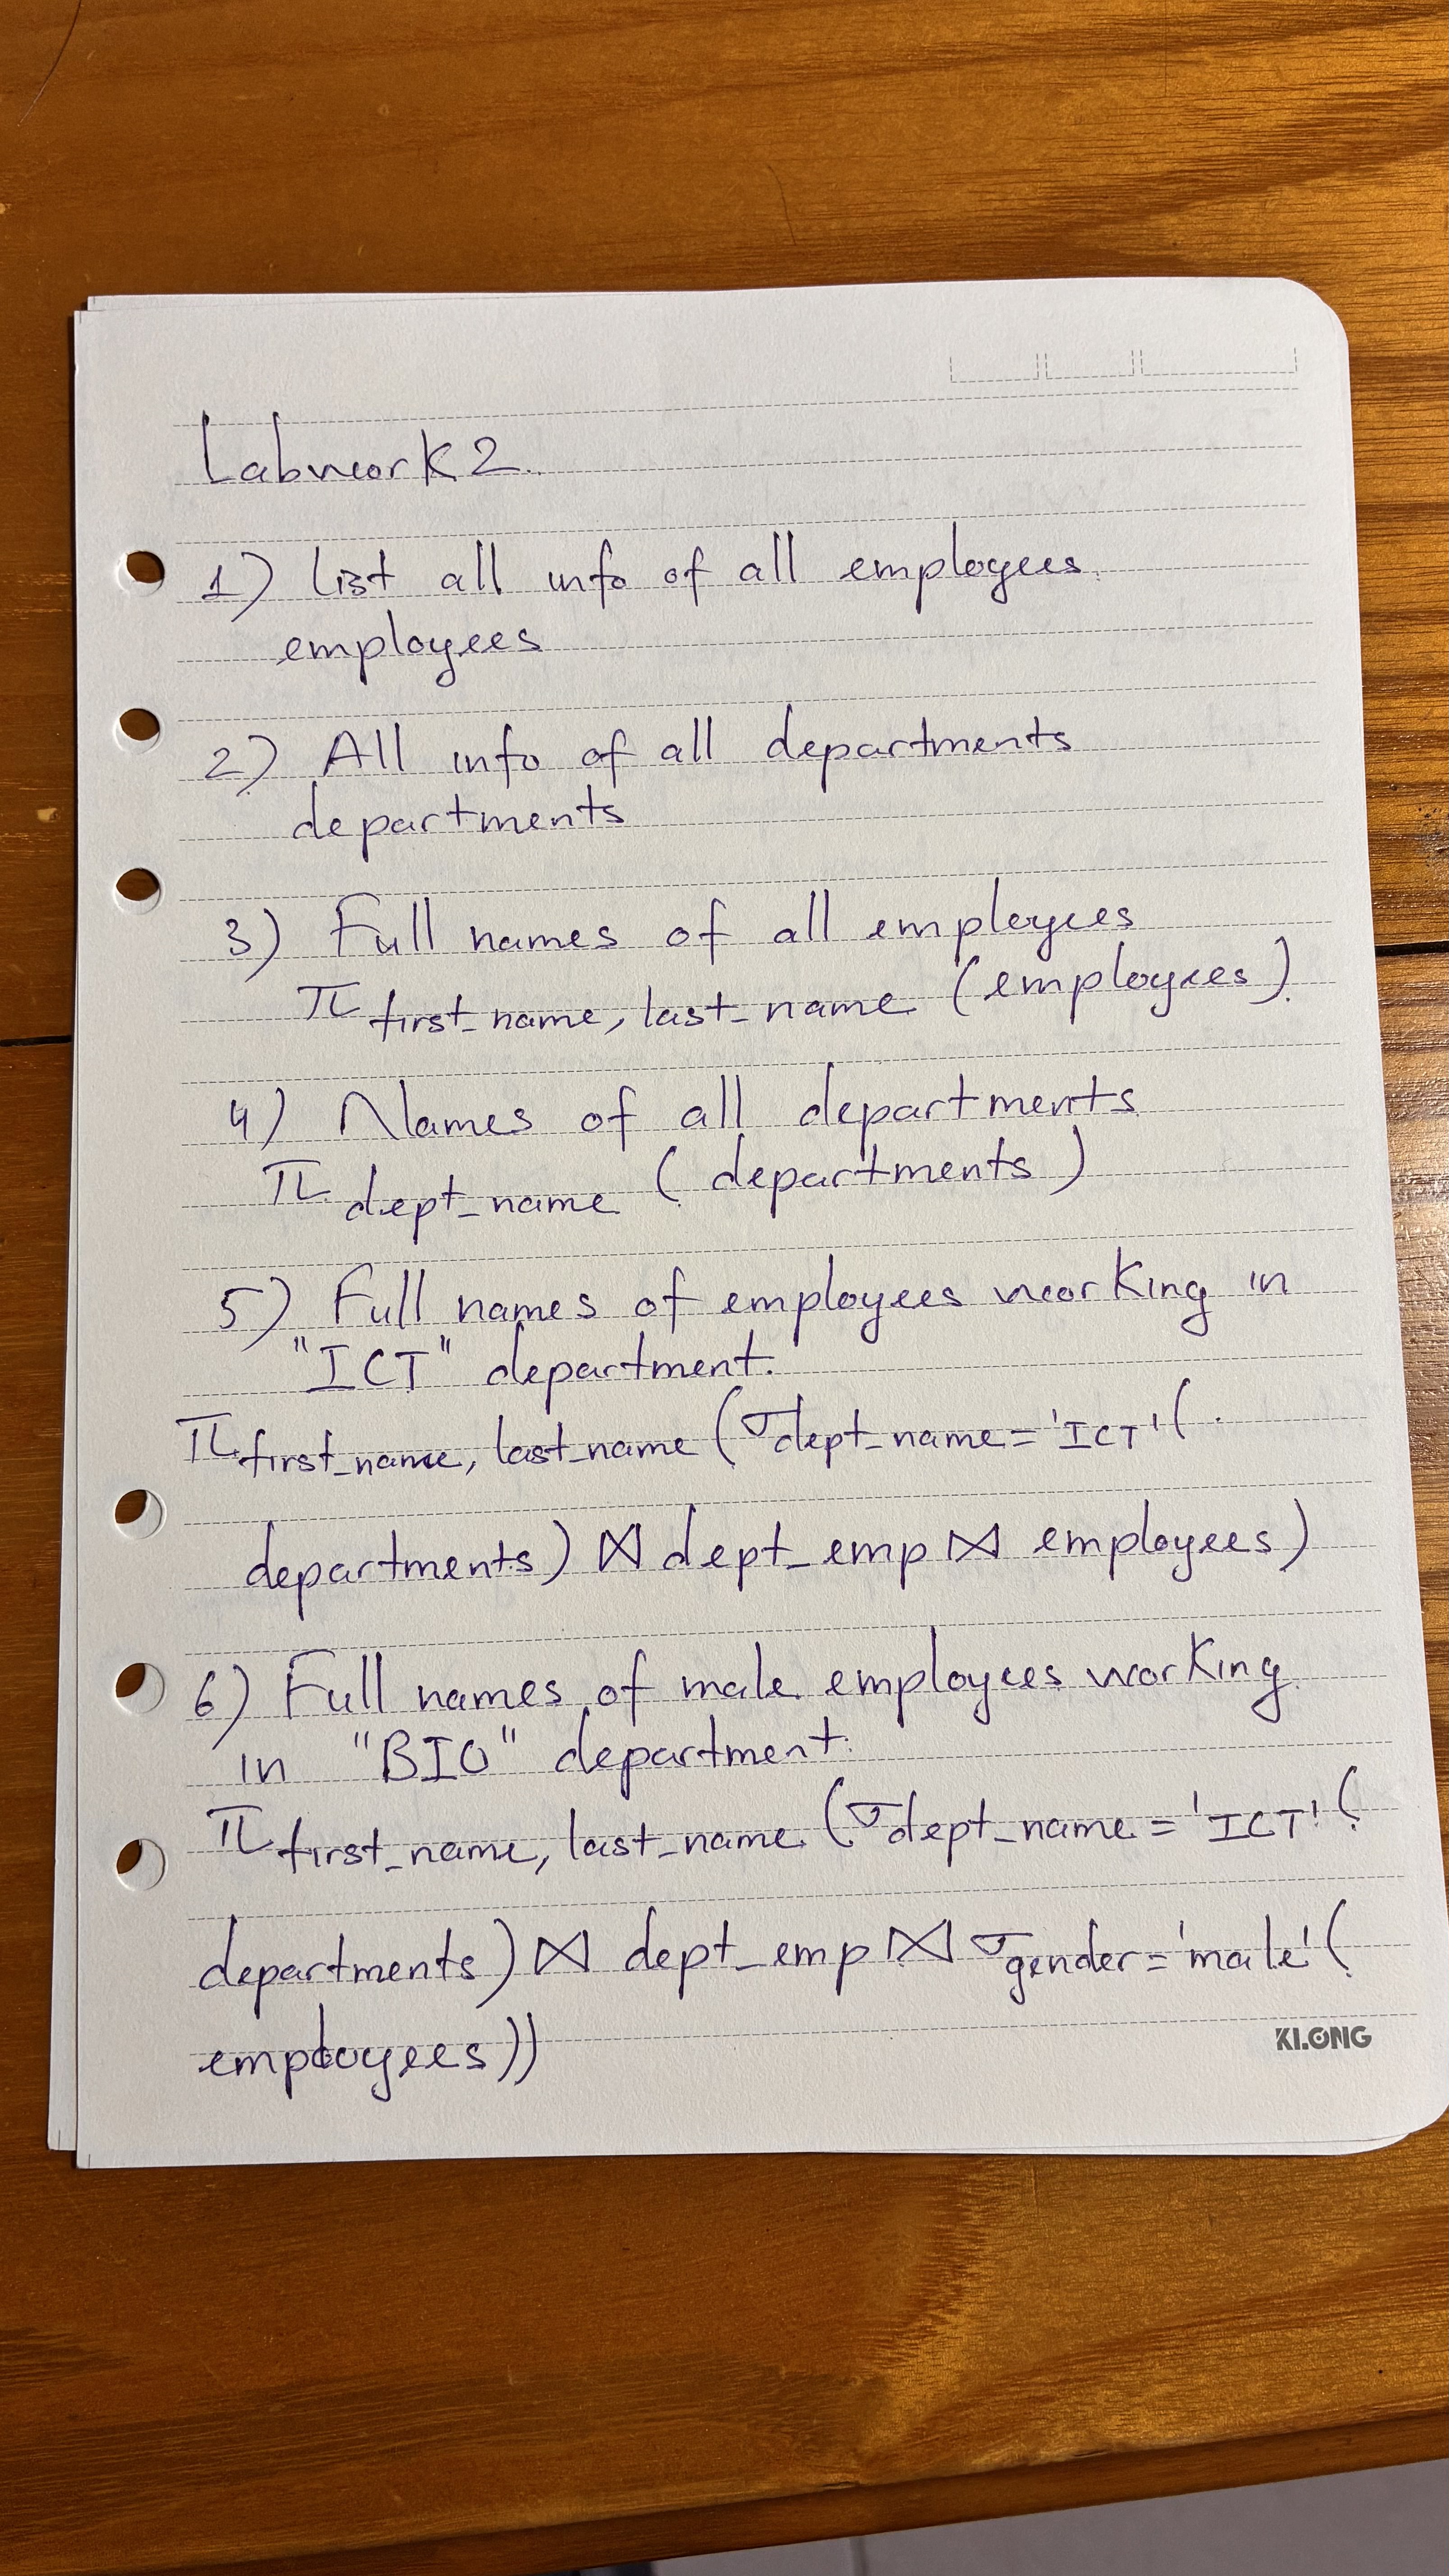 Labwork 2.
1) List all info of all employees.
employees
2) All info of all departments
departments
3) Full names of all employees
π first_name, last_name (employees)
4) Names of all departments
π dept_name (departments)
5) Full names of employees working in
"ICT" department.
π first_name, last_name (σ dept_name = 'ICT' (
departments) ⋈ dept_emp ⋈ employees)
6) Full names of male employees working
in "BIO" department.
π first_name, last_name (σ dept_name = 'ICT' (
departments) ⋈ dept_emp ⋈ σ gender = 'male' (
employees))
KLONG